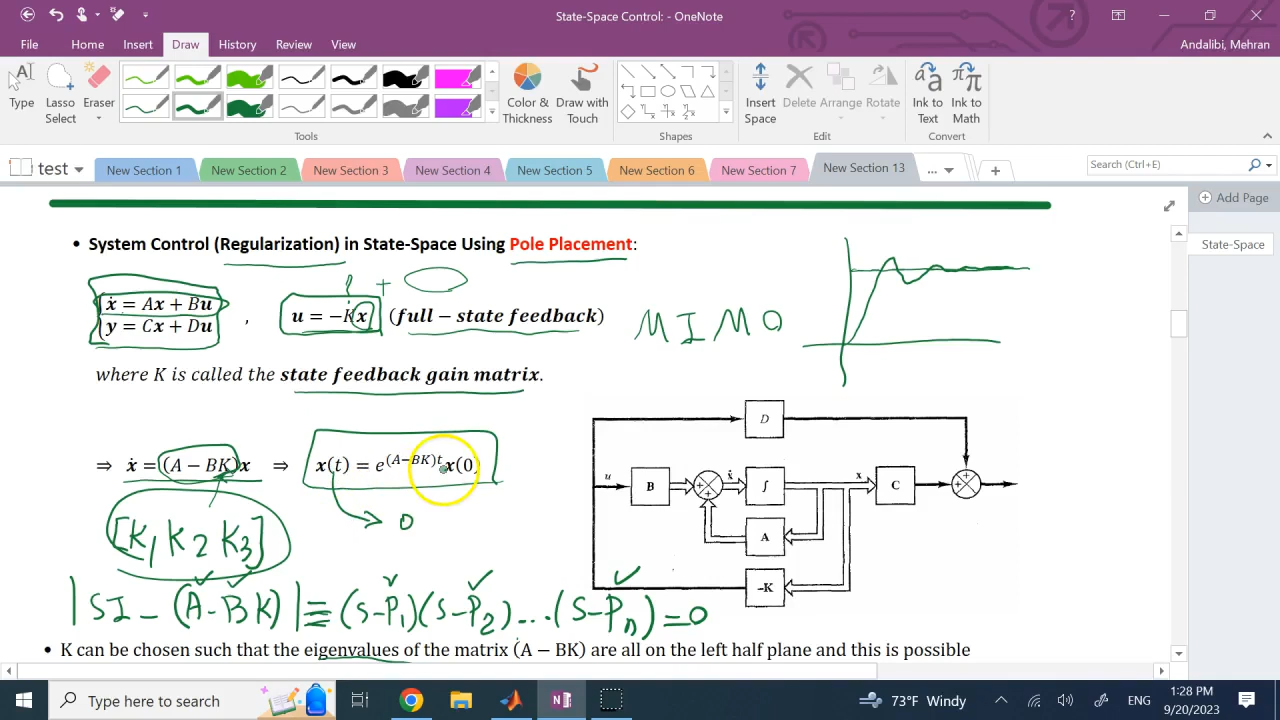 State-Space Control: - OneNote
Andalibi, Mehran
File Home Insert Draw History Review View
Type
Lasso Select
Eraser
Color & Thickness
Draw with Touch
Insert Space
Delete
Arrange
Rotate
Ink to Text
Ink to Math
Tools
Shapes
Edit
Convert
test
New Section 1
New Section 2
New Section 3
New Section 4
New Section 5
New Section 6
New Section 7
New Section 13
...
Search (Ctrl+E)
Add Page
State-Space
• System Control (Regularization) in State-Space Using Pole Placement:
+
ẋ = Ax + Bu
y = Cx + Du
, u = −Kx (full − state feedback)
MIMO
where K is called the state feedback gain matrix.
⇒ ẋ = (A − BK)x ⇒ x(t) = e^(A−BK)t x(0)
0
[K1 K2 K3]
D
u B ẋ ∫ x C
A
−K
|SI − (A-BK)| ≡ (S-P1)(S-P2)...(S-Pn) = 0
• K can be chosen such that the eigenvalues of the matrix (A − BK) are all on the left half plane and this is possible
Type here to search
73°F Windy
ENG
1:28 PM
9/20/2023